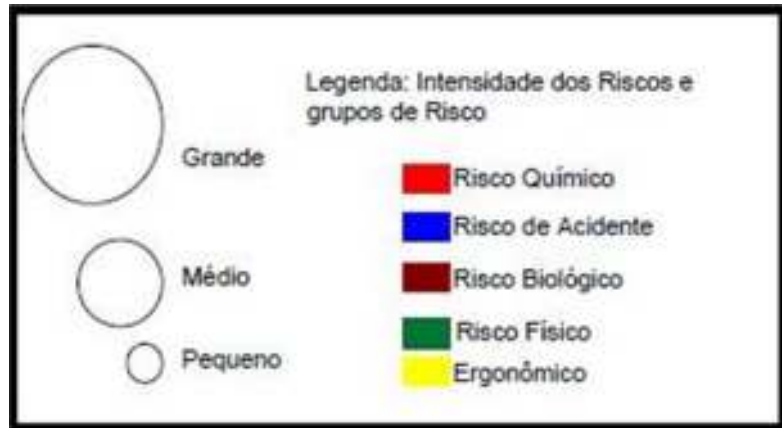 Legenda: Intensidade dos Riscos e
grupos de Risco
Grande
Médio
Pequeno
Risco Químico
Risco de Acidente
Risco Biológico
Risco Físico
Ergonômico